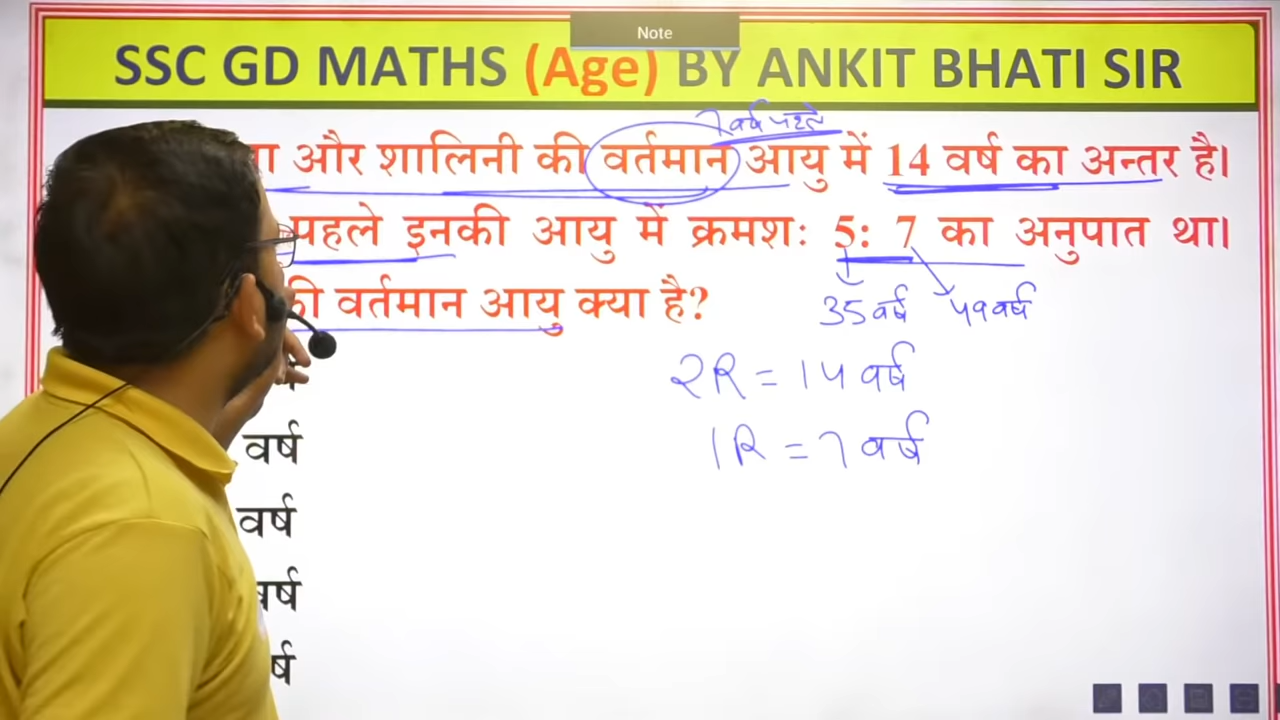 Note
SSC GD MATHS (Age) BY ANKIT BHATI SIR
7 वर्ष पहले
और शालिनी की वर्तमान आयु में 14 वर्ष का अन्तर है।
पहले इनकी आयु में क्रमशः 5: 7 का अनुपात था।
की वर्तमान आयु क्या है?
35 वर्ष 49 वर्ष
2R = 14 वर्ष
1R = 7 वर्ष
वर्ष
वर्ष
वर्ष